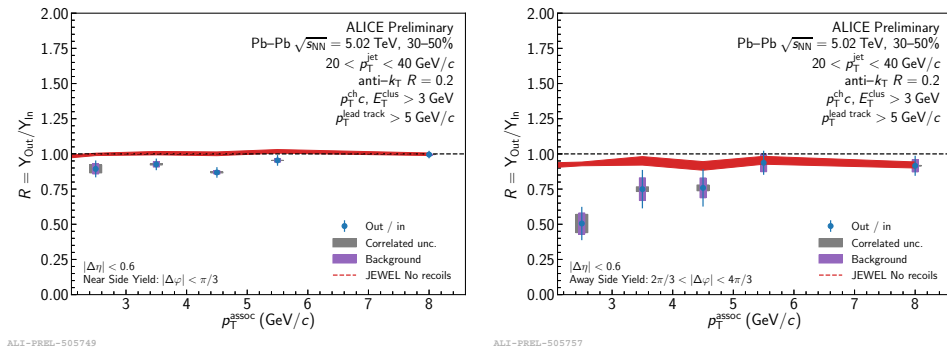 2.00
1.75
1.50
1.25
1.00
0.75
0.50
0.25
0.00
R = Y_Out/Y_In
ALICE Preliminary
Pb–Pb √s_NN = 5.02 TeV, 30–50%
20 < p_T^jet < 40 GeV/c
anti–k_T R = 0.2
p_T^ch c, E_T^clus > 3 GeV
p_T^lead track > 5 GeV/c
Out / in
Correlated unc.
Background
JEWEL No recoils
|Δη| < 0.6
Near Side Yield: |Δφ| < π/3
3 4 5 6 7 8
p_T^assoc (GeV/c)
ALI-PREL-505749
2.00
1.75
1.50
1.25
1.00
0.75
0.50
0.25
0.00
R = Y_Out/Y_In
ALICE Preliminary
Pb–Pb √s_NN = 5.02 TeV, 30–50%
20 < p_T^jet < 40 GeV/c
anti–k_T R = 0.2
p_T^ch c, E_T^clus > 3 GeV
p_T^lead track > 5 GeV/c
Out / in
Correlated unc.
Background
JEWEL No recoils
|Δη| < 0.6
Away Side Yield: 2π/3 < |Δφ| < 4π/3
3 4 5 6 7 8
p_T^assoc (GeV/c)
ALI-PREL-505757